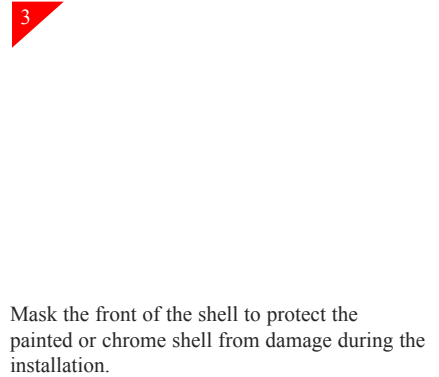 3
Mask the front of the shell to protect the
painted or chrome shell from damage during the
installation.